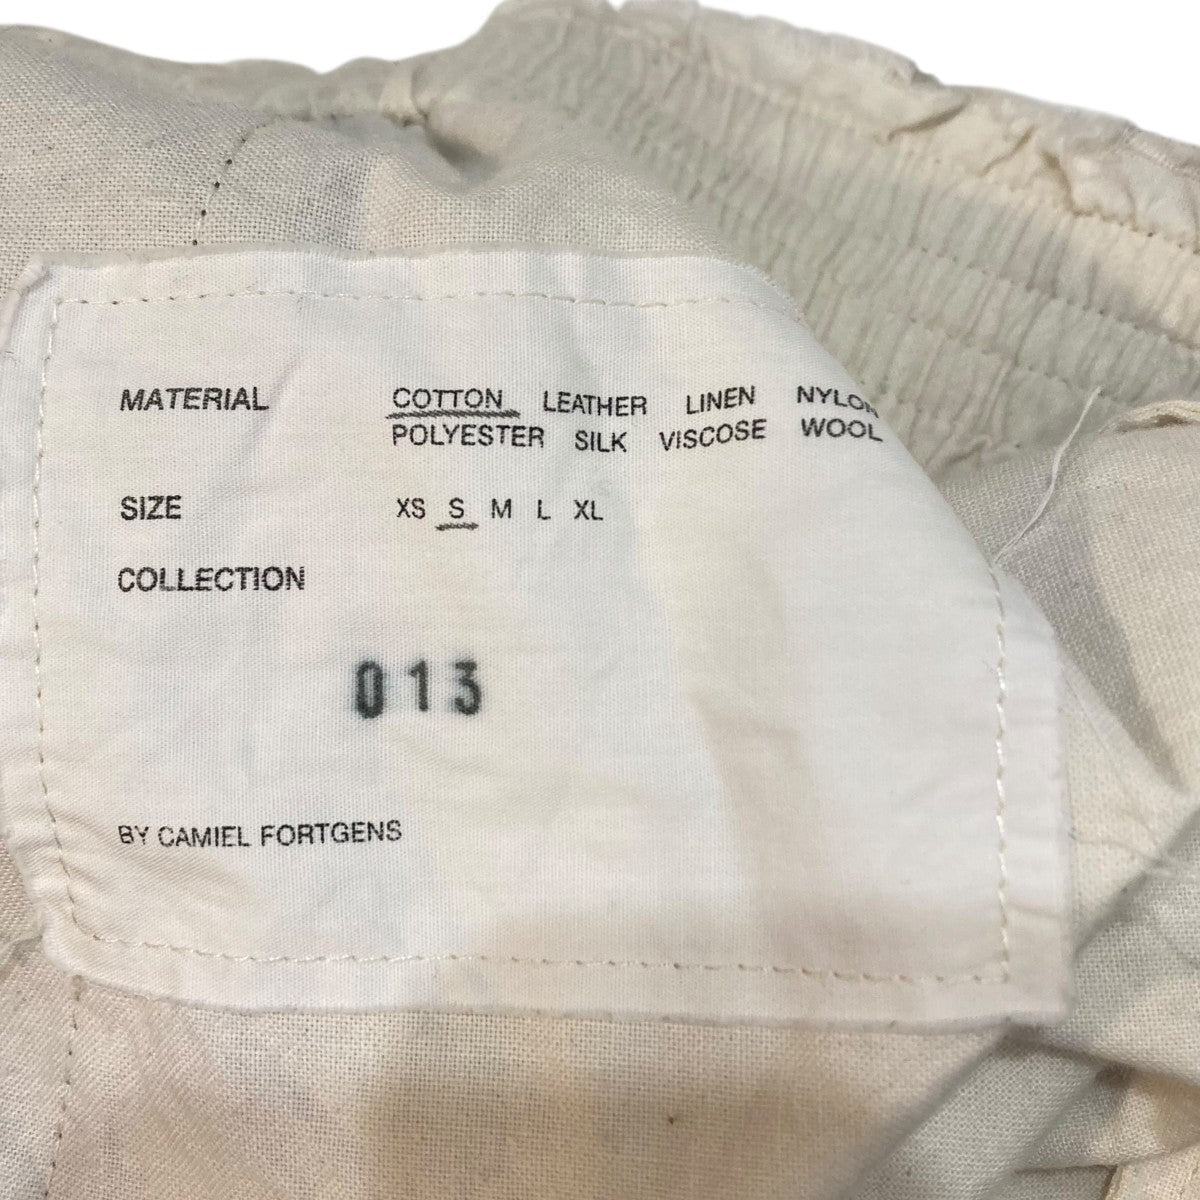 MATERIAL COTTON LEATHER LINEN NYLON
POLYESTER SILK VISCOSE WOOL
SIZE XS S M L XL
COLLECTION
013
BY CAMIEL FORTGENS